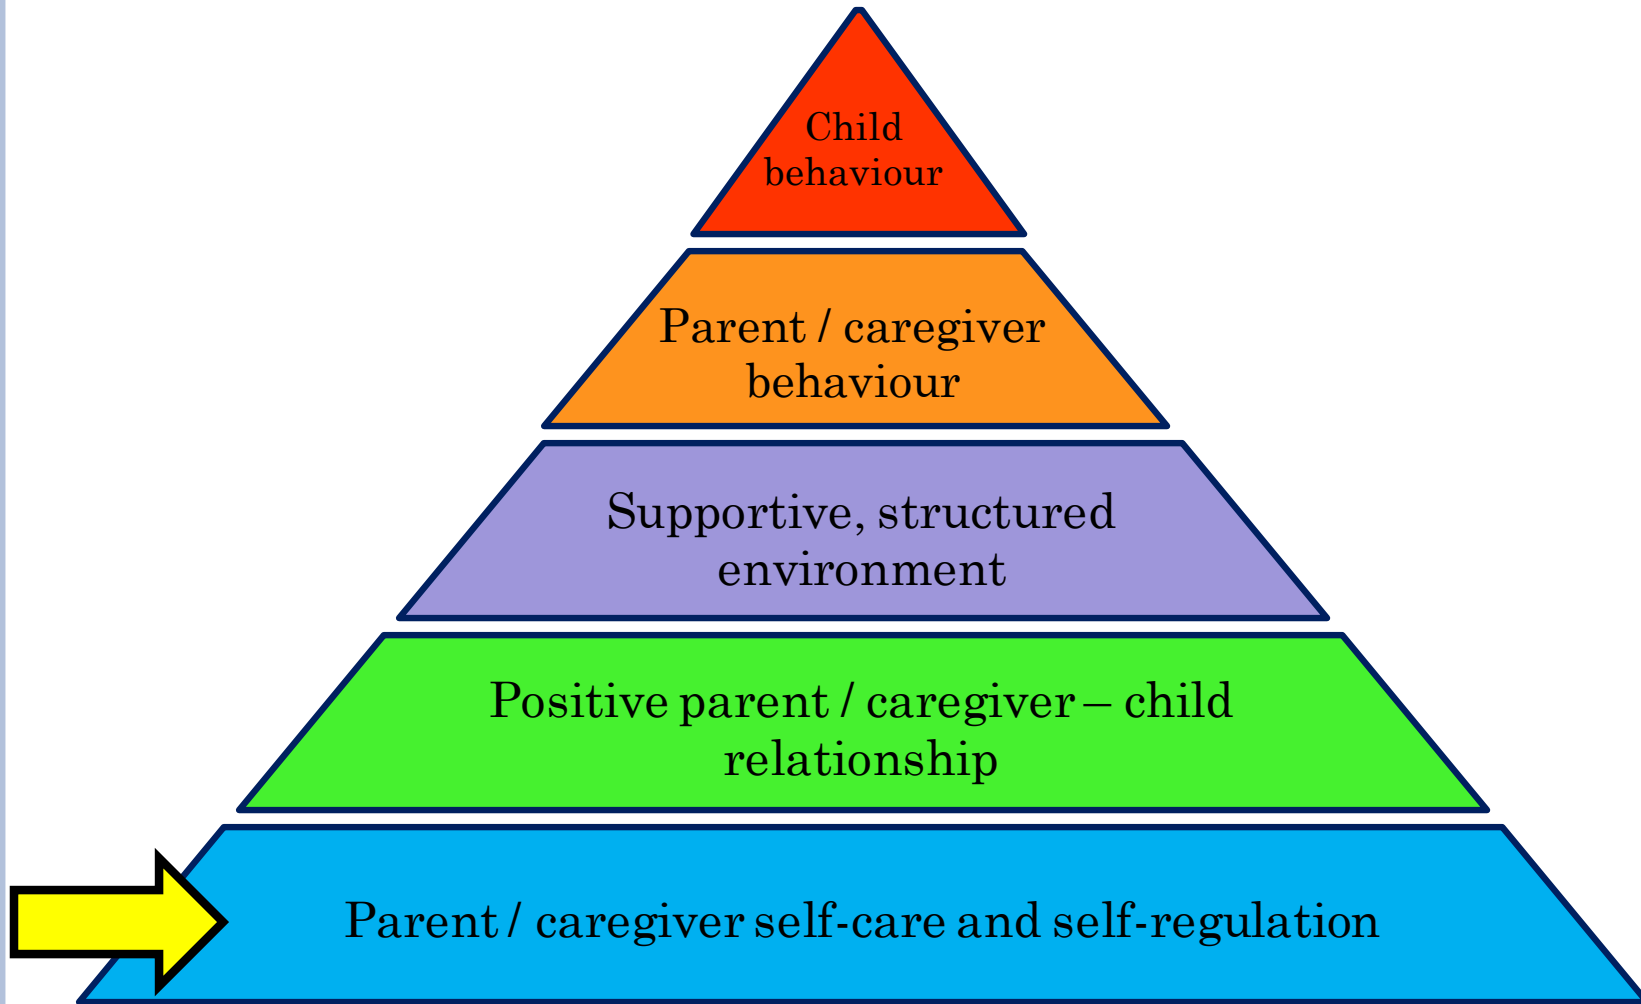 Child
behaviour
Parent / caregiver
behaviour
Supportive, structured
environment
Positive parent / caregiver – child
relationship
Parent / caregiver self-care and self-regulation